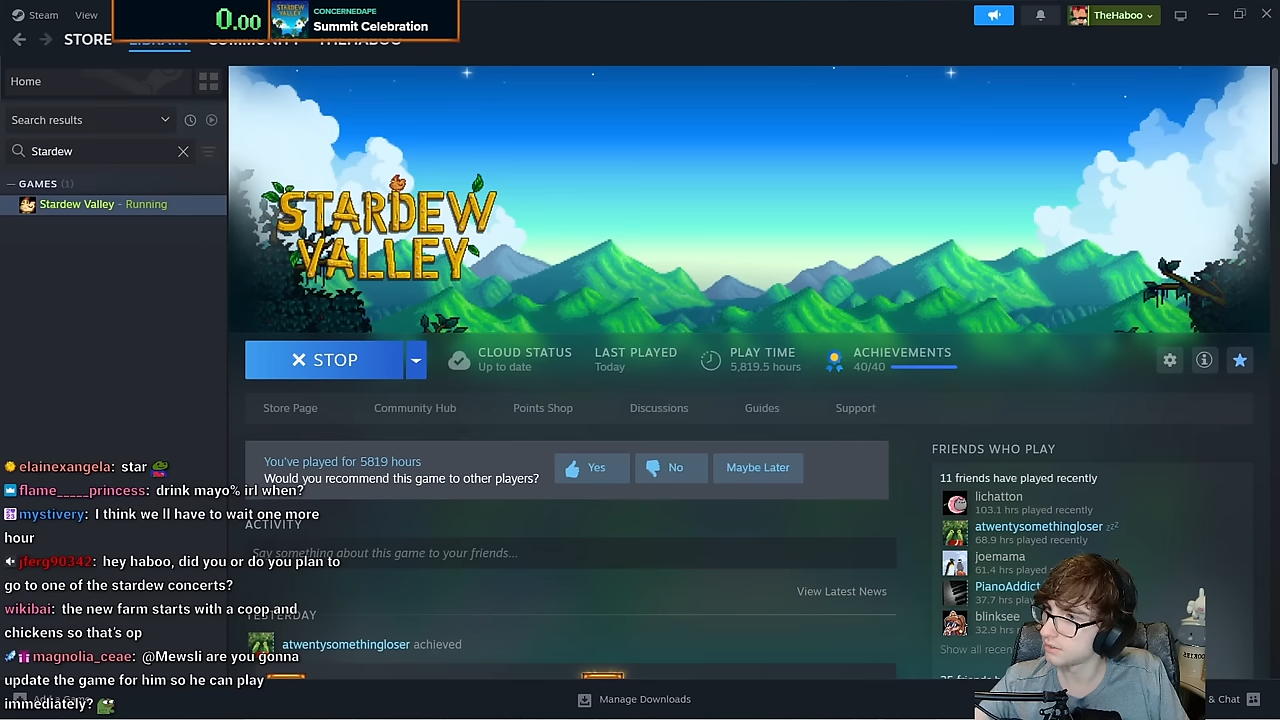 Steam
View
0.00
CONCERNEDAPE
Summit Celebration
TheHaboo
STORE
LIBRARY
COMMUNITY
THEHABOO
Home
Search results
Stardew
GAMES (1)
Stardew Valley - Running
STARDEW
VALLEY
STOP
CLOUD STATUS
Up to date
LAST PLAYED
Today
PLAY TIME
5,819.5 hours
ACHIEVEMENTS
40/40
Store Page
Community Hub
Points Shop
Discussions
Guides
Support
You've played for 5819 hours
Would you recommend this game to other players?
Yes
No
Maybe Later
ACTIVITY
Say something about this game to your friends...
View Latest News
YESTERDAY
atwentysomethingloser achieved
FRIENDS WHO PLAY
11 friends have played recently
lichatton
103.1 hrs played recently
atwentysomethingloser zzz
68.9 hrs played recently
joemama
61.4 hrs played
PianoAddict
37.7 hrs play
blinksee
32.9 hrs
Show all recen
elainexangela: star
flame_____princess: drink mayo% irl when?
mystivery: I think we ll have to wait one more
hour
jferg90342: hey haboo, did you or do you plan to
go to one of the stardew concerts?
wikibai: the new farm starts with a coop and
chickens so that's op
magnolia_ceae: @Mewsli are you gonna
update the game for him so he can play
immediately?
Manage Downloads
& Chat